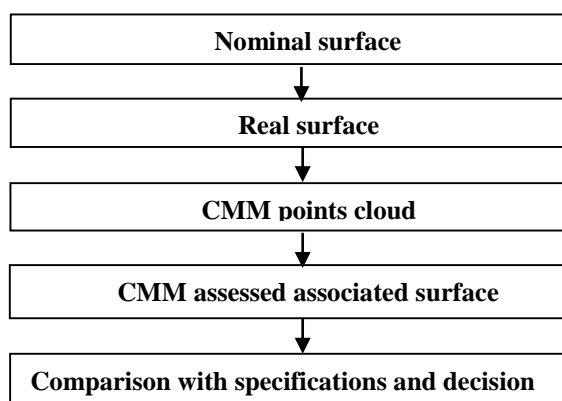 Nominal surface
Real surface
CMM points cloud
CMM assessed associated surface
Comparison with specifications and decision